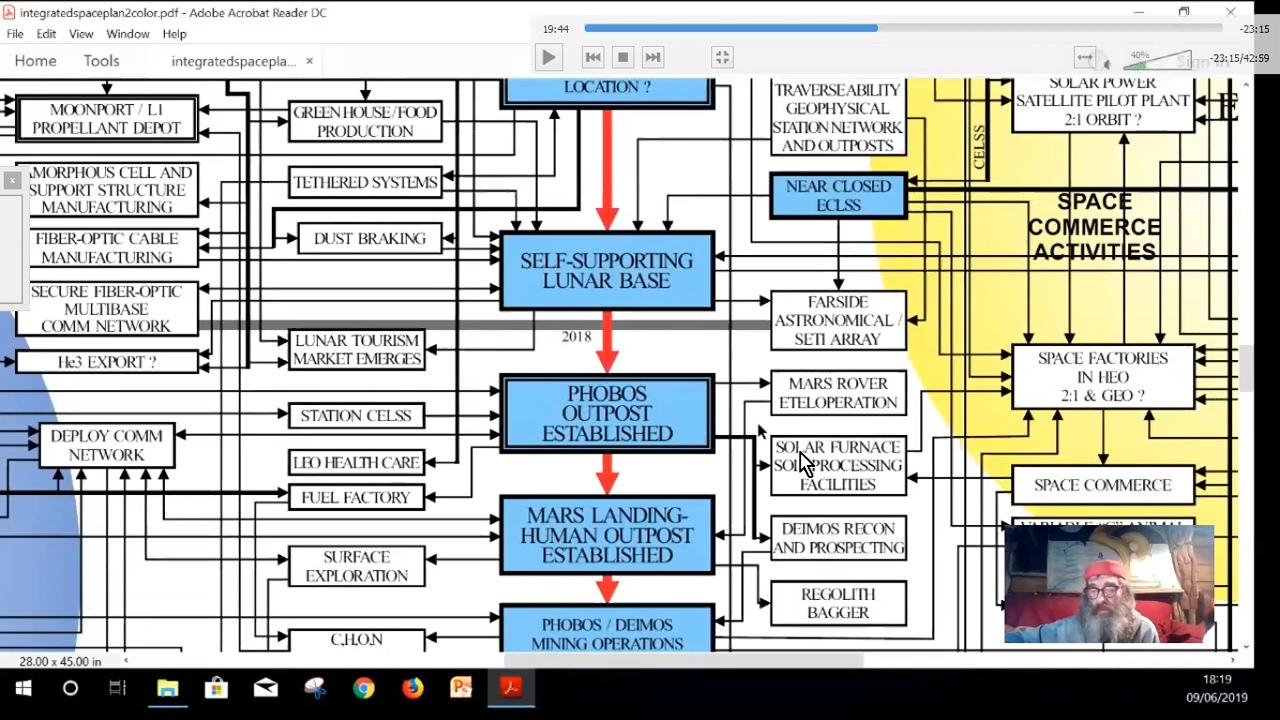 integratedspaceplan2color.pdf - Adobe Acrobat Reader DC
File Edit View Window Help
Home Tools integratedspacepla... ×
19:44
-23:15
40%
-23:15/42:59
LOCATION ?
MOONPORT / L1
PROPELLANT DEPOT
GREEN HOUSE / FOOD
PRODUCTION
TRAVERSEABILITY
GEOPHYSICAL
STATION NETWORK
AND OUTPOSTS
SOLAR POWER
SATELLITE PILOT PLANT
2:1 ORBIT ?
E
CELSS
AMORPHOUS CELL AND
SUPPORT STRUCTURE
MANUFACTURING
TETHERED SYSTEMS
NEAR CLOSED
ECLSS
SPACE
COMMERCE
ACTIVITIES
FIBER-OPTIC CABLE
MANUFACTURING
DUST BRAKING
SELF-SUPPORTING
LUNAR BASE
SECURE FIBER-OPTIC
MULTIBASE
COMM NETWORK
FARSIDE
ASTRONOMICAL /
SETI ARRAY
2018
LUNAR TOURISM
MARKET EMERGES
He3 EXPORT ?
SPACE FACTORIES
IN HEO
2:1 & GEO ?
PHOBOS
OUTPOST
ESTABLISHED
MARS ROVER
ETELOPERATION
STATION CELSS
DEPLOY COMM
NETWORK
SOLAR FURNACE
SOIL PROCESSING
FACILITIES
LEO HEALTH CARE
SPACE COMMERCE
FUEL FACTORY
MARS LANDING-
HUMAN OUTPOST
ESTABLISHED
DEIMOS RECON
AND PROSPECTING
SURFACE
EXPLORATION
REGOLITH
BAGGER
PHOBOS / DEIMOS
MINING OPERATIONS
C,H,O,N
28.00 x 45.00 in
18:19
09/06/2019